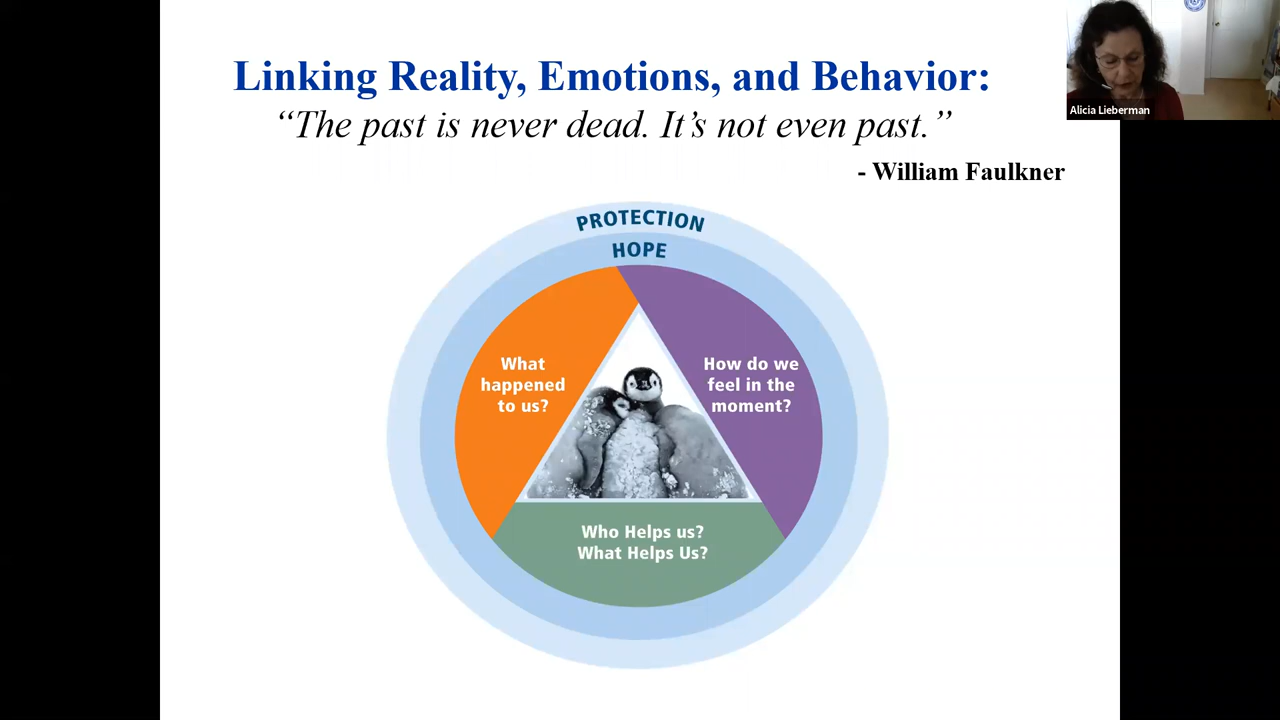 Linking Reality, Emotions, and Behavior:
“The past is never dead. It’s not even past.”
- William Faulkner
PROTECTION
HOPE
What
happened
to us?
How do we
feel in the
moment?
Who Helps us?
What Helps Us?
Alicia Lieberman